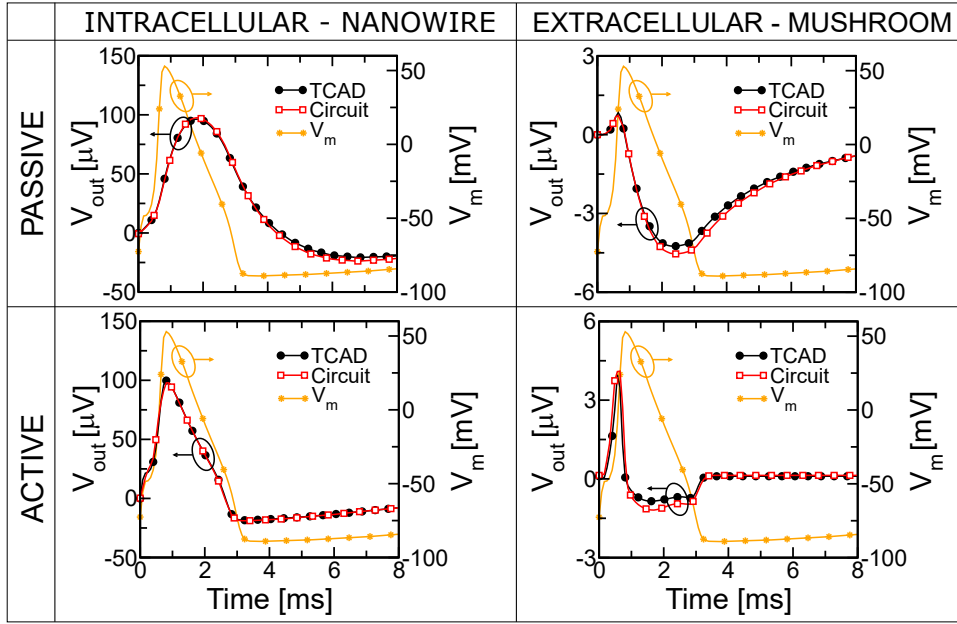 INTRACELLULAR - NANOWIRE
EXTRACELLULAR - MUSHROOM
PASSIVE
150
100
50
0
-50
V_out [µV]
50
0
-50
-100
V_m [mV]
TCAD
Circuit
V_m
3
0
-3
-6
V_out [µV]
50
0
-50
-100
V_m [mV]
TCAD
Circuit
V_m
ACTIVE
150
100
50
0
-50
V_out [µV]
50
0
-50
-100
V_m [mV]
TCAD
Circuit
V_m
0 2 4 6 8
Time [ms]
6
4
2
0
-3
V_out [µV]
50
0
-50
-100
V_m [mV]
TCAD
Circuit
V_m
0 2 4 6 8
Time [ms]